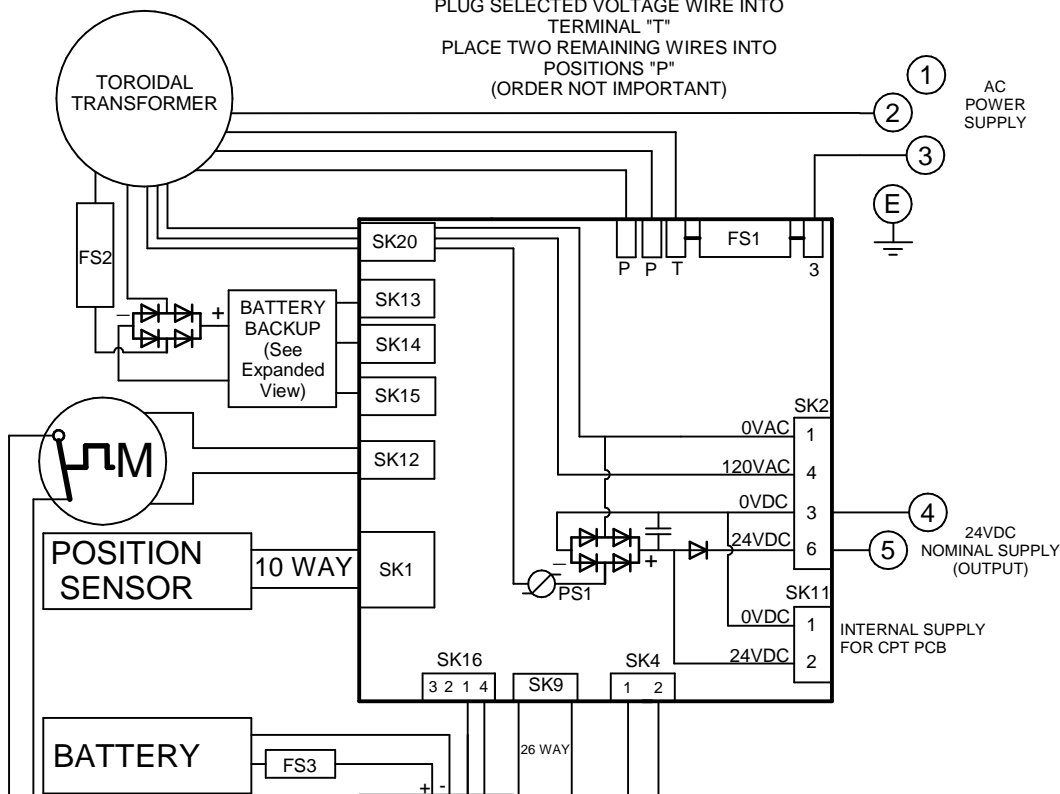 PLUG SELECTED VOLTAGE WIRE INTO
TERMINAL "T"
PLACE TWO REMAINING WIRES INTO
POSITIONS "P"
(ORDER NOT IMPORTANT)
TOROIDAL
TRANSFORMER
1
2
3
E
AC
POWER
SUPPLY
FS2
SK20
P P T
FS1
3
BATTERY
BACKUP
(See
Expanded
View)
– +
SK13
SK14
SK15
SK12
M
SK2
0VAC 1
120VAC 4
0VDC 3
24VDC 6
4
5
24VDC
NOMINAL SUPPLY
(OUTPUT)
POSITION
SENSOR
10 WAY
SK1
– +
PS1
SK11
0VDC 1
24VDC 2
INTERNAL SUPPLY
FOR CPT PCB
SK16
3 2 1 4
SK9
SK4
1 2
BATTERY
FS3
+ -
26 WAY